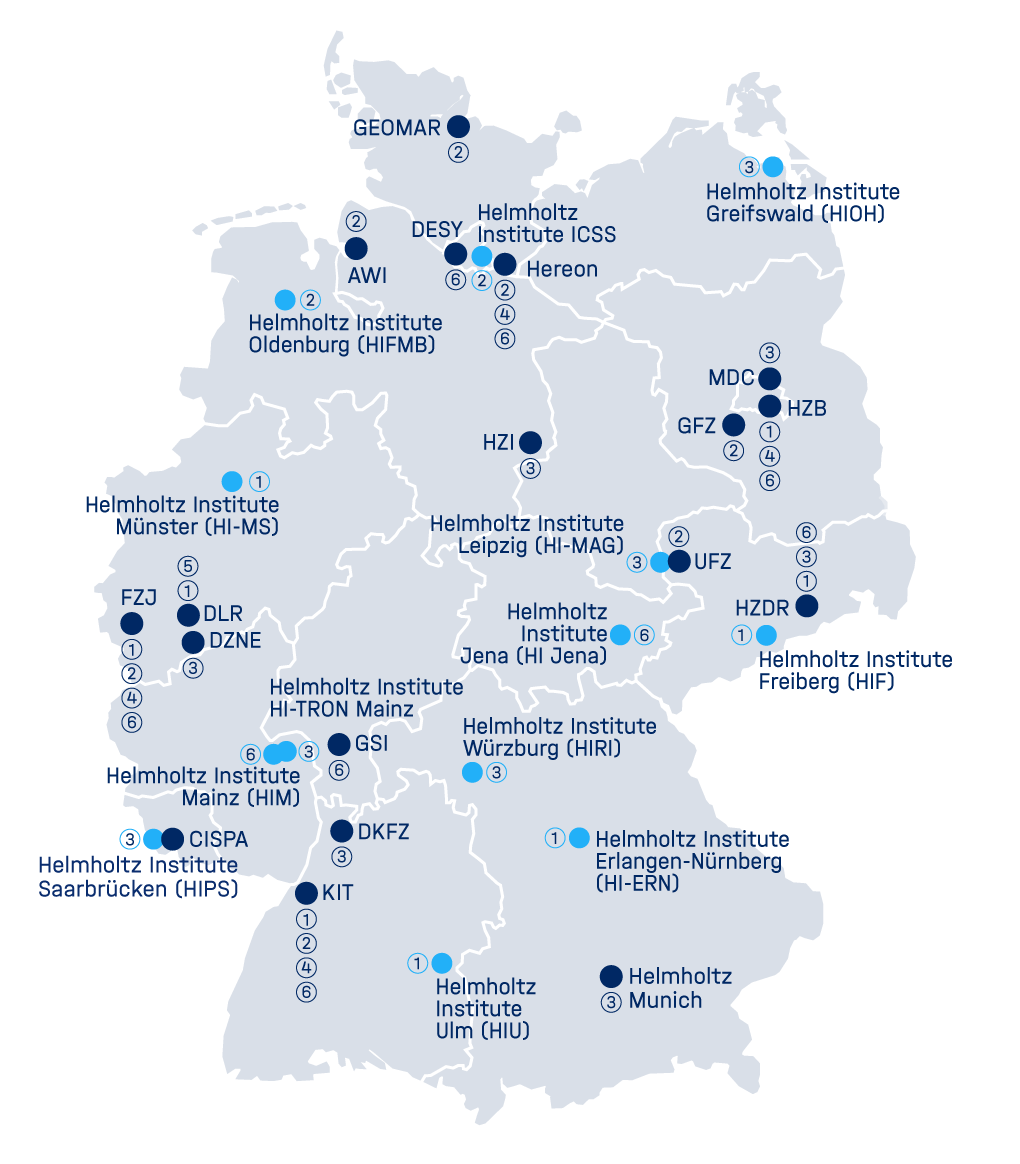 GEOMAR
2
3
Helmholtz Institute
Greifswald (HIOH)
2
AWI
DESY
6
Helmholtz
Institute ICSS
2
Hereon
2
4
6
2
Helmholtz Institute
Oldenburg (HIFMB)
3
MDC
HZB
1
4
6
GFZ
2
HZI
3
1
Helmholtz Institute
Münster (HI-MS)
Helmholtz Institute
Leipzig (HI-MAG)
3
2
UFZ
6
3
1
HZDR
5
1
DLR
DZNE
3
FZJ
1
2
4
6
Helmholtz
Institute
Jena (HI Jena)
6
1
Helmholtz Institute
Freiberg (HIF)
Helmholtz Institute
HI-TRON Mainz
6
3
Helmholtz Institute
Mainz (HIM)
GSI
6
Helmholtz Institute
Würzburg (HIRI)
3
3
CISPA
Helmholtz Institute
Saarbrücken (HIPS)
DKFZ
3
1
Helmholtz Institute
Erlangen-Nürnberg
(HI-ERN)
KIT
1
2
4
6
1
Helmholtz
Institute
Ulm (HIU)
Helmholtz
3 Munich